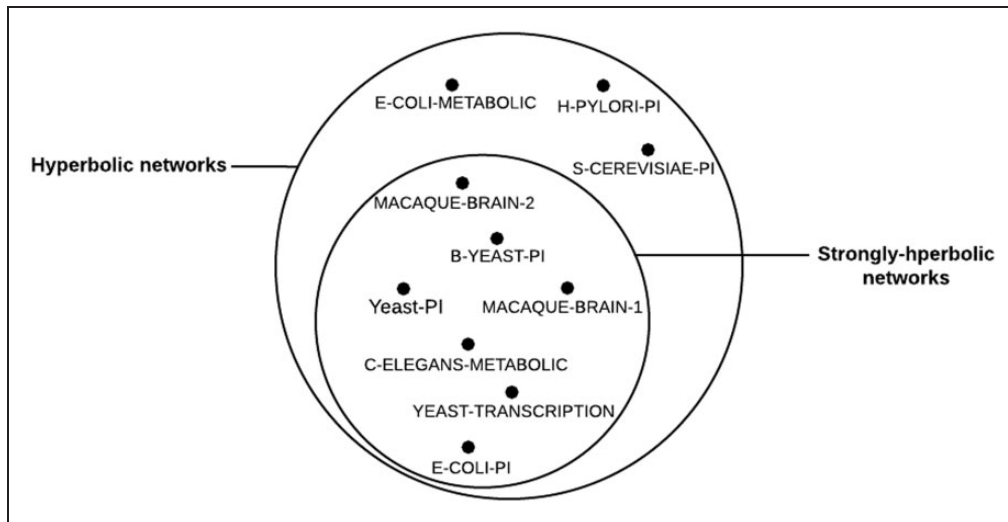 E-COLI-METABOLIC
H-PYLORI-PI
Hyperbolic networks
S-CEREVISIAE-PI
MACAQUE-BRAIN-2
B-YEAST-PI
Strongly-hperbolic
networks
Yeast-PI
MACAQUE-BRAIN-1
C-ELEGANS-METABOLIC
YEAST-TRANSCRIPTION
E-COLI-PI